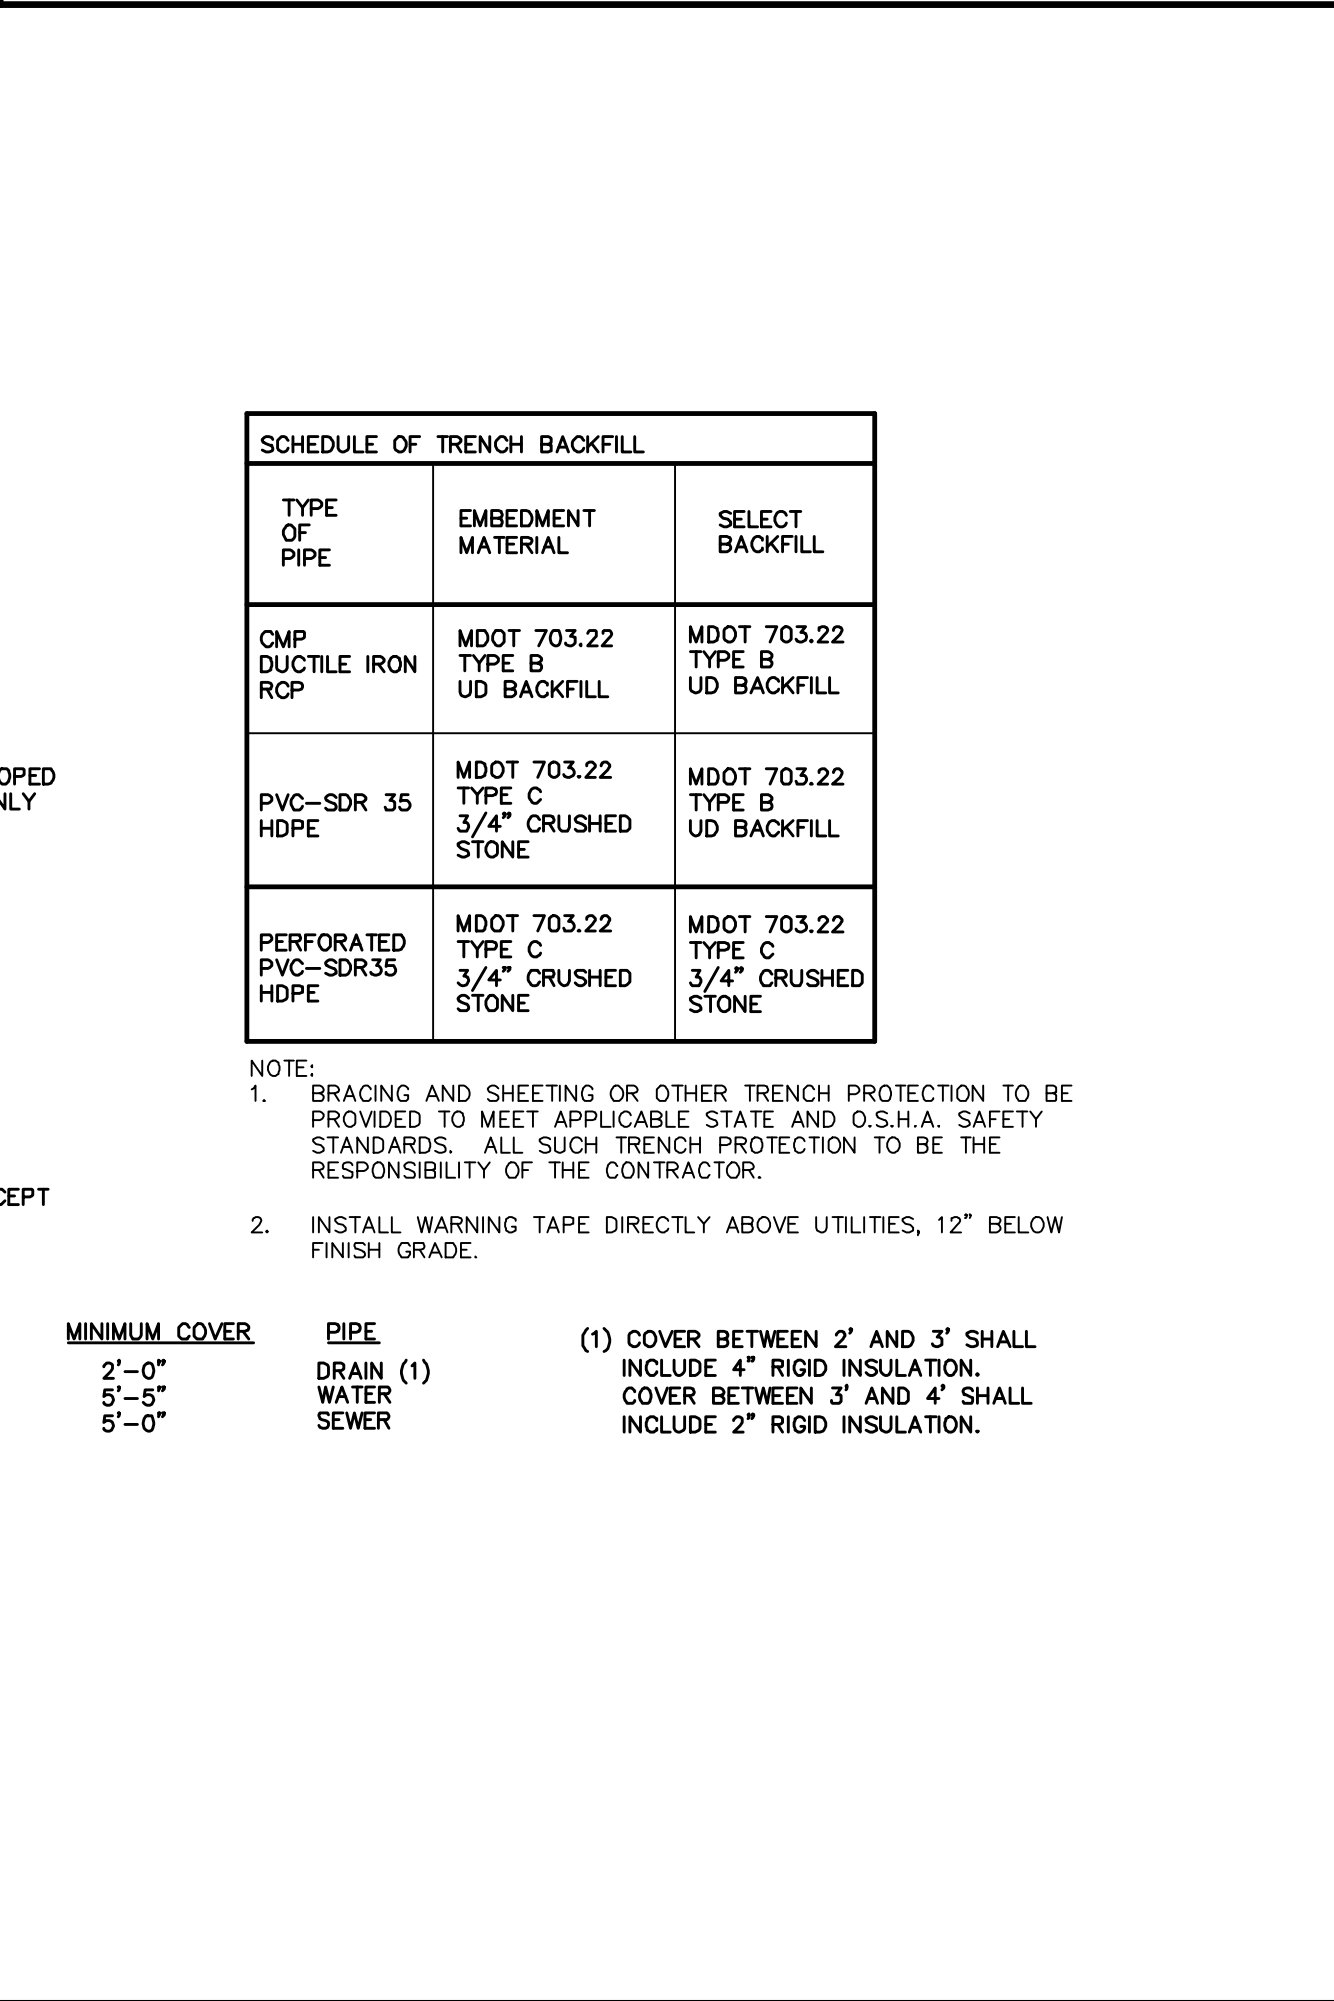 SCHEDULE OF TRENCH BACKFILL
TYPE
OF
PIPE
EMBEDMENT
MATERIAL
SELECT
BACKFILL
CMP
DUCTILE IRON
RCP
MDOT 703.22
TYPE B
UD BACKFILL
MDOT 703.22
TYPE B
UD BACKFILL
PVC-SDR 35
HDPE
MDOT 703.22
TYPE C
3/4" CRUSHED
STONE
MDOT 703.22
TYPE B
UD BACKFILL
PERFORATED
PVC-SDR35
HDPE
MDOT 703.22
TYPE C
3/4" CRUSHED
STONE
MDOT 703.22
TYPE C
3/4" CRUSHED
STONE
NOTE:
1. BRACING AND SHEETING OR OTHER TRENCH PROTECTION TO BE
PROVIDED TO MEET APPLICABLE STATE AND O.S.H.A. SAFETY
STANDARDS. ALL SUCH TRENCH PROTECTION TO BE THE
RESPONSIBILITY OF THE CONTRACTOR.
2. INSTALL WARNING TAPE DIRECTLY ABOVE UTILITIES, 12" BELOW
FINISH GRADE.
MINIMUM COVER PIPE
2'-0" DRAIN (1)
5'-5" WATER
5'-0" SEWER
(1) COVER BETWEEN 2' AND 3' SHALL
INCLUDE 4" RIGID INSULATION.
COVER BETWEEN 3' AND 4' SHALL
INCLUDE 2" RIGID INSULATION.